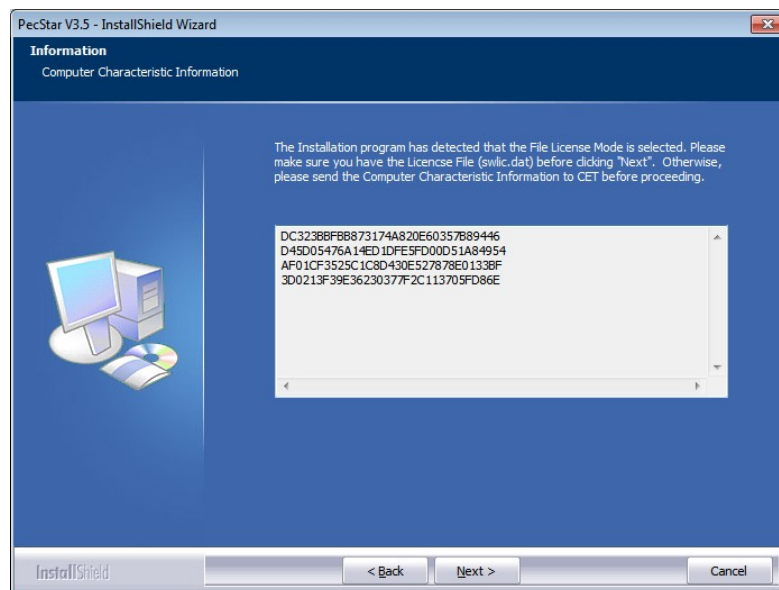 PecStar V3.5 - InstallShield Wizard
Information
Computer Characteristic Information
The Installation program has detected that the File License Mode is selected. Please
make sure you have the Licencse File (swlic.dat) before clicking "Next". Otherwise,
please send the Computer Characteristic Information to CET before proceeding.
DC323BBFBB873174A820E60357B89446
D45D05476A14ED1DFE5FD00D51A84954
AF01CF3525C1C8D430E527878E0133BF
3D0213F39E36230377F2C113705FD86E
InstallShield
< Back
Next >
Cancel